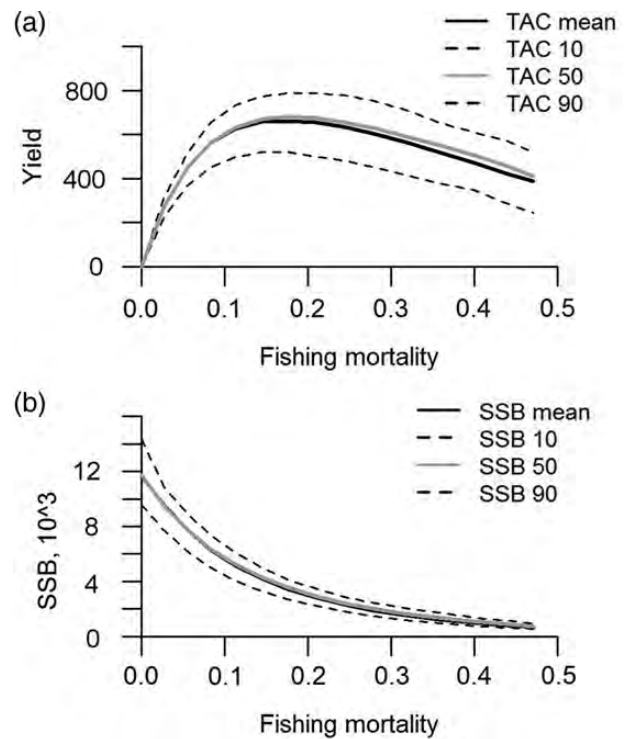 (a)
TAC mean
TAC 10
TAC 50
TAC 90
800
400
0
Yield
0.0 0.1 0.2 0.3 0.4 0.5
Fishing mortality
(b)
SSB mean
SSB 10
SSB 50
SSB 90
12
8
4
0
SSB, 10^3
0.0 0.1 0.2 0.3 0.4 0.5
Fishing mortality